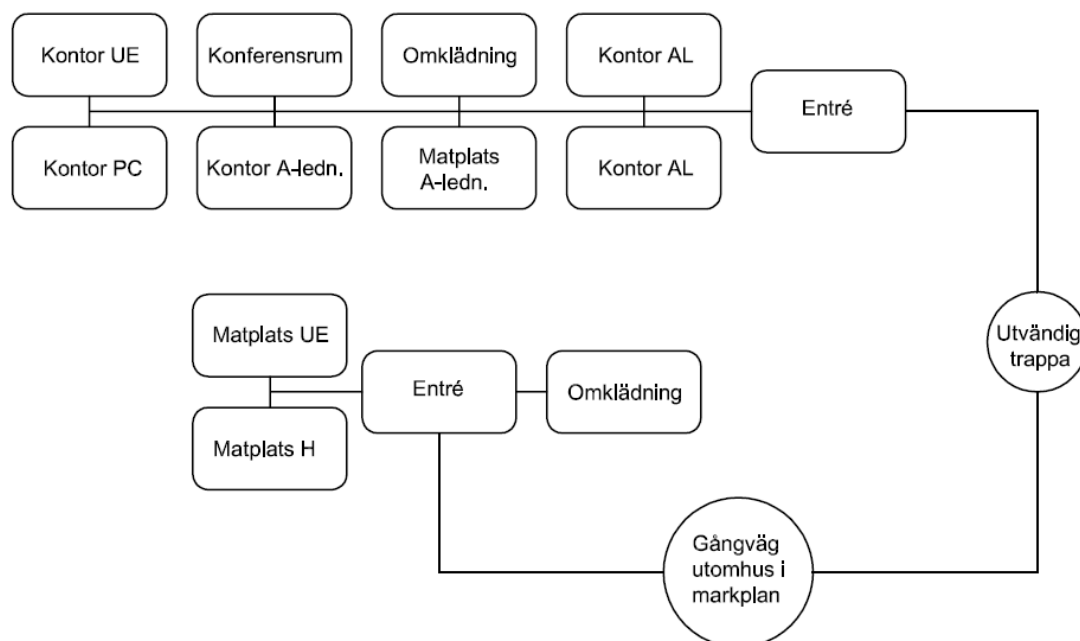 Kontor UE
Konferensrum
Omklädning
Kontor AL
Entré
Kontor PC
Kontor A-ledn.
Matplats
A-ledn.
Kontor AL
Utvändig
trappa
Matplats UE
Entré
Omklädning
Matplats H
Gångväg
utomhus i
markplan